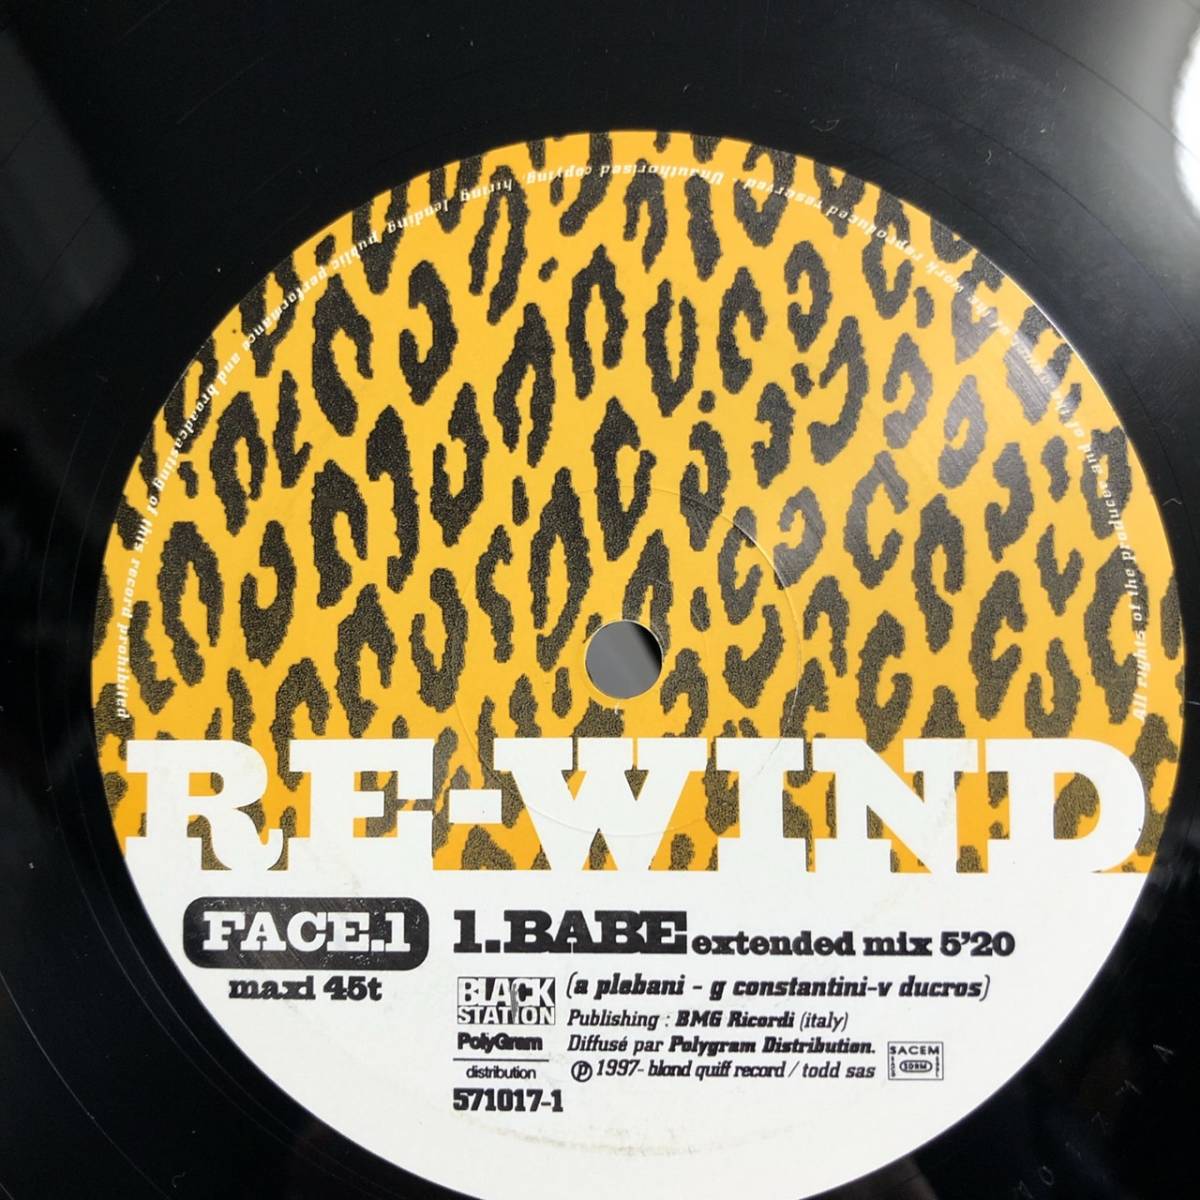 All rights of the producer and of the owner of the work reproduced reserved - Unauthorised copying, hiring, lending, public performance and broadcasting of this record prohibited
RE-WIND
FACE.1
maxi 45t
1.BABE extended mix 5'20
(a plebani - g constantini-v ducros)
BLACK
STATION
Publishing : BMG Ricordi (italy)
PolyGram
distribution
Diffusé par Polygram Distribution.
℗ 1997- blond quiff record / todd sas
SACEM
SDRM
571017-1